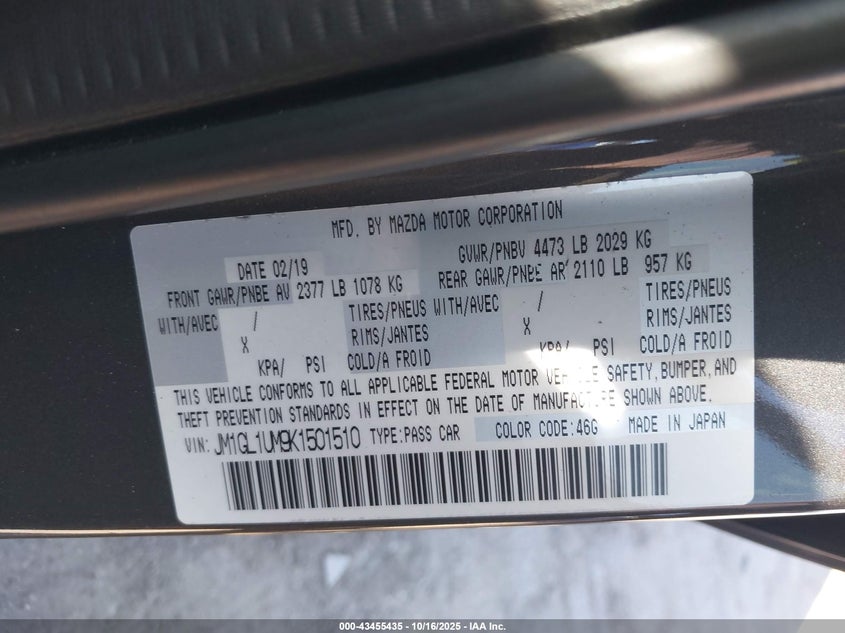 MFD. BY MAZDA MOTOR CORPORATION
DATE 02/19 GVWR/PNBV 4473 LB 2029 KG
FRONT GAWR/PNBE AV 2377 LB 1078 KG REAR GAWR/PNBE AR 2110 LB 957 KG
WITH/AVEC / TIRES/PNEUS WITH/AVEC / TIRES/PNEUS
X RIMS/JANTES X RIMS/JANTES
KPA/ PSI COLD/A FROID KPA/ PSI COLD/A FROID
THIS VEHICLE CONFORMS TO ALL APPLICABLE FEDERAL MOTOR VEHICLE SAFETY, BUMPER, AND
THEFT PREVENTION STANDARDS IN EFFECT ON THE DATE OF MANUFACTURE SHOWN ABOVE.
VIN: JM1GL1UM9K1501510 TYPE:PASS CAR COLOR CODE:46G MADE IN JAPAN
000-43455435 - 10/16/2025 - IAA Inc.